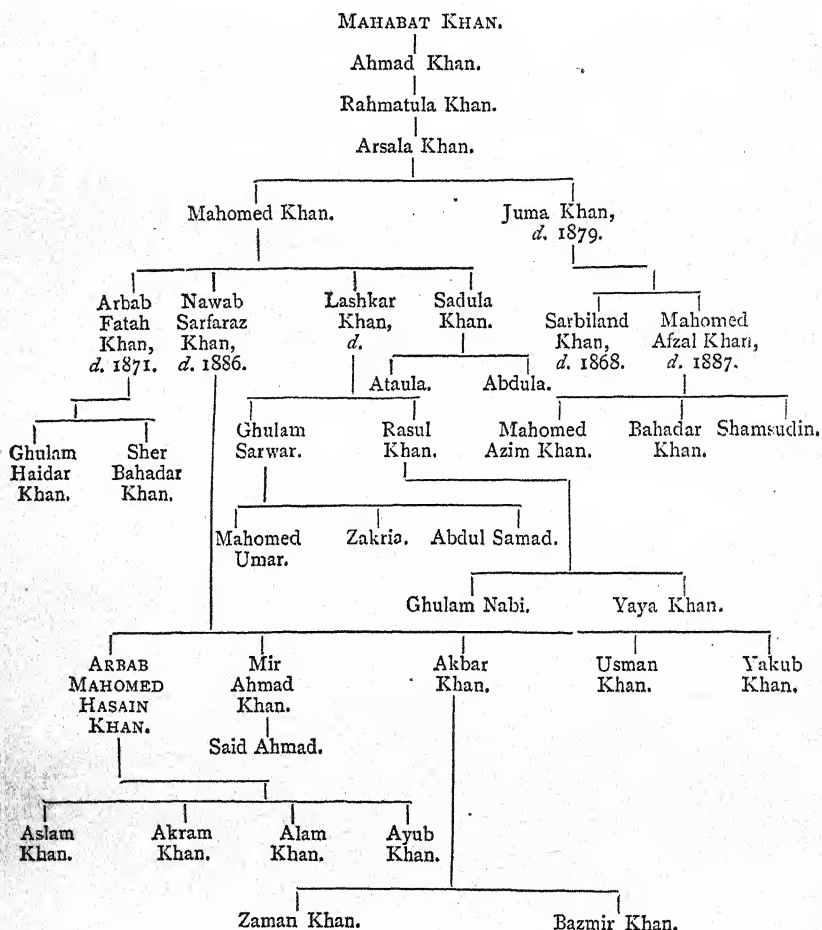 MAHABAT KHAN.
Ahmad Khan.
Rahmatula Khan.
Arsala Khan.
Mahomed Khan.
Juma Khan,
d. 1879.
Arbab
Fatah
Khan,
d. 1871.
Nawab
Sarfaraz
Khan,
d. 1886.
Lashkar
Khan,
d.
Sadula
Khan.
Sarbiland
Khan,
d. 1868.
Mahomed
Afzal Khan,
d. 1887.
Ataula.
Abdula.
Ghulam
Haidar
Khan.
Sher
Bahadar
Khan.
Ghulam
Sarwar.
Rasul
Khan.
Mahomed
Azim Khan.
Bahadar
Khan.
Shamsudin.
Mahomed
Umar.
Zakria.
Abdul Samad.
Ghulam Nabi.
Yaya Khan.
ARBAB
MAHOMED
HASAIN
KHAN.
Mir
Ahmad
Khan.
Akbar
Khan.
Usman
Khan.
Yakub
Khan.
Said Ahmad.
Aslam
Khan.
Akram
Khan.
Alam
Khan.
Ayub
Khan.
Zaman Khan.
Bazmir Khan.